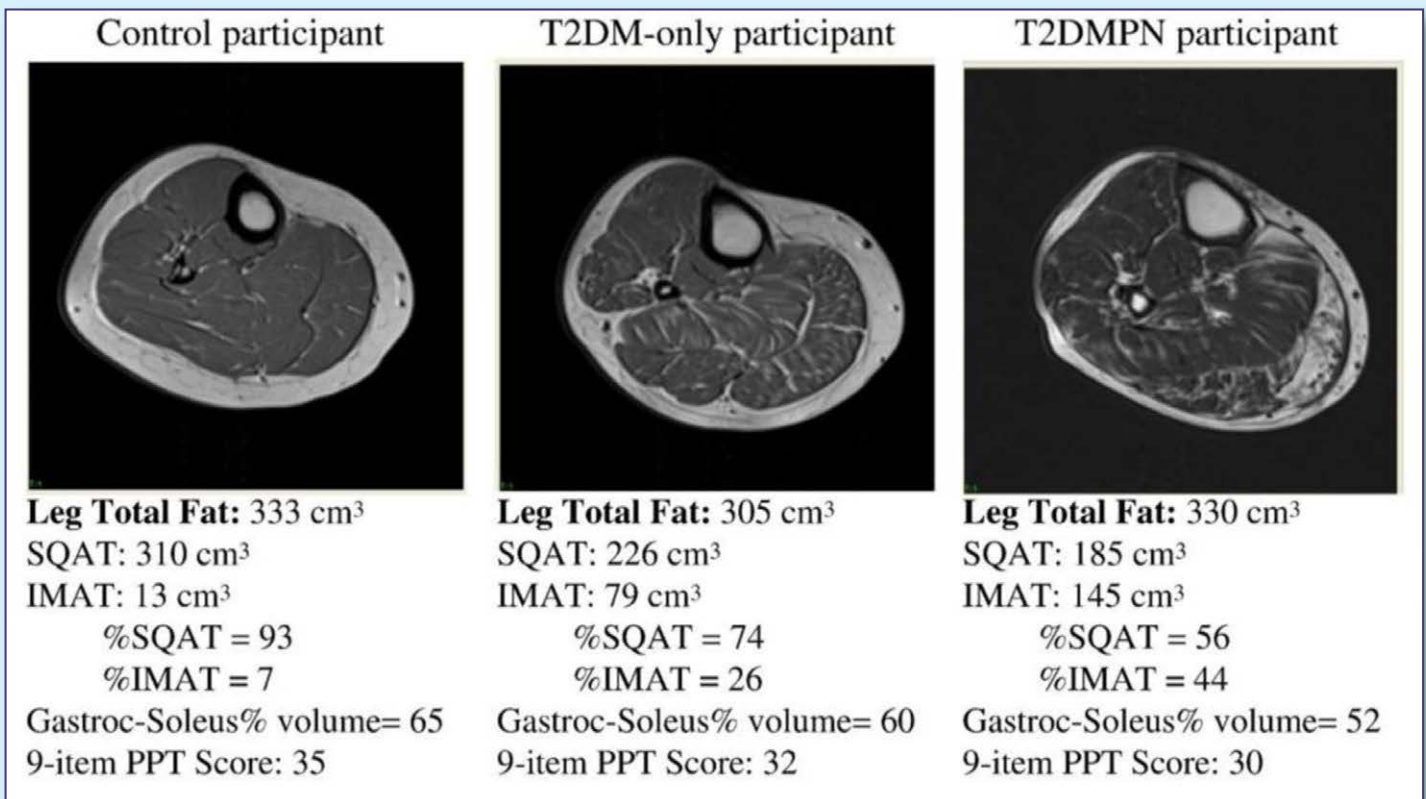 Control participant
T2DM-only participant
T2DMPN participant
Leg Total Fat: 333 cm³
SQAT: 310 cm³
IMAT: 13 cm³
%SQAT = 93
%IMAT = 7
Gastroc-Soleus% volume= 65
9-item PPT Score: 35
Leg Total Fat: 305 cm³
SQAT: 226 cm³
IMAT: 79 cm³
%SQAT = 74
%IMAT = 26
Gastroc-Soleus% volume= 60
9-item PPT Score: 32
Leg Total Fat: 330 cm³
SQAT: 185 cm³
IMAT: 145 cm³
%SQAT = 56
%IMAT = 44
Gastroc-Soleus% volume= 52
9-item PPT Score: 30